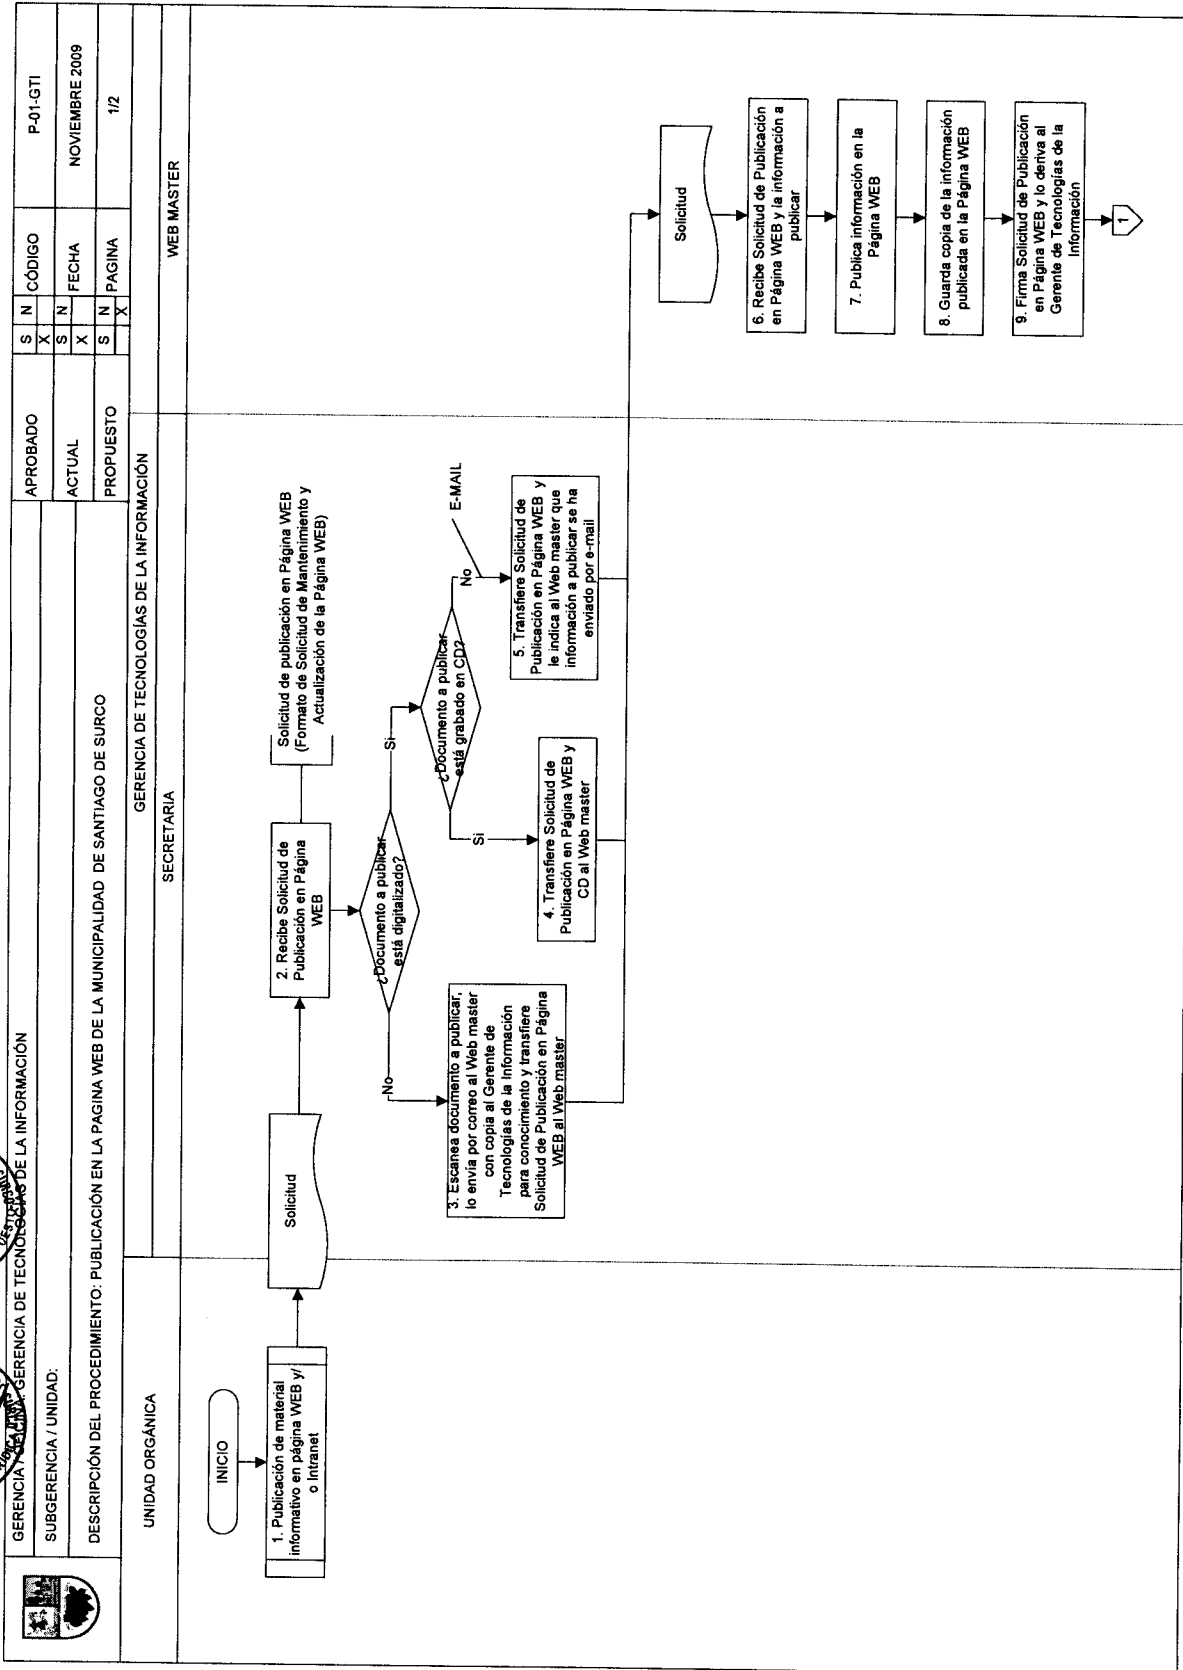 GERENCIA / OFICINA: GERENCIA DE TECNOLOGÍAS DE LA INFORMACIÓN
SUBGERENCIA / UNIDAD:
DESCRIPCIÓN DEL PROCEDIMIENTO: PUBLICACIÓN EN LA PAGINA WEB DE LA MUNICIPALIDAD DE SANTIAGO DE SURCO
APROBADO
S N
X
CÓDIGO
P-01-GTI
ACTUAL
S N
X
FECHA
NOVIEMBRE 2009
PROPUESTO
S N
X
PAGINA
1/2
UNIDAD ORGÁNICA
GERENCIA DE TECNOLOGÍAS DE LA INFORMACIÓN
SECRETARIA
WEB MASTER
INICIO
1. Publicación de material
informativo en página WEB y/
o Intranet
Solicitud
2. Recibe Solicitud de
Publicación en Página
WEB
Solicitud de publicación en Página WEB
(Formato de Solicitud de Mantenimiento y
Actualización de la Página WEB)
¿Documento a publicar
está digitalizado?
No
Si
3. Escanea documento a publicar,
lo envia por correo al Web master
con copia al Gerente de
Tecnologías de la Información
para conocimiento y transfiere
Solicitud de Publicación en Página
WEB al Web master
¿Documento a publicar
está grabado en CD?
Si
No
E-MAIL
4. Transfiere Solicitud de
Publicación en Página WEB y
CD al Web master
5. Transfiere Solicitud de
Publicación en Página WEB y
le indica al Web master que
información a publicar se ha
enviado por e-mail
Solicitud
6. Recibe Solicitud de Publicación
en Página WEB y la información a
publicar
7. Publica información en la
Página WEB
8. Guarda copia de la información
publicada en la Página WEB
9. Firma Solicitud de Publicación
en Página WEB y lo deriva al
Gerente de Tecnologías de la
Información
1